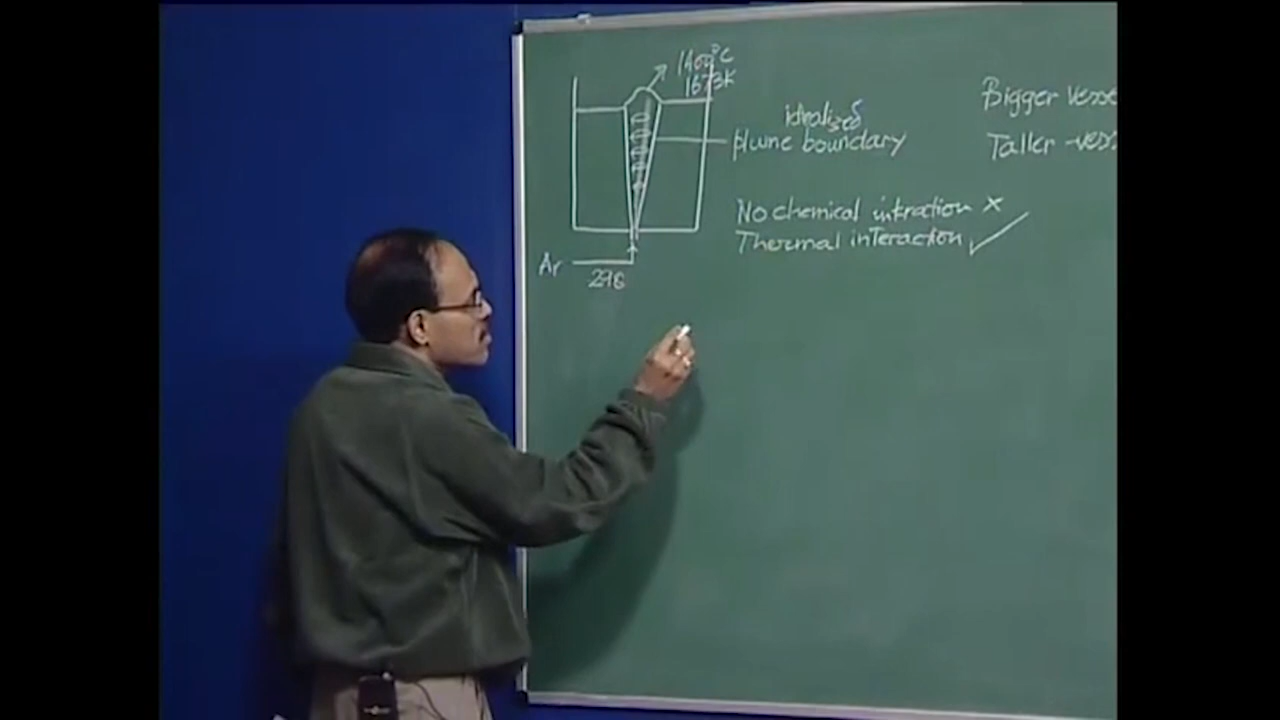 1400°C
1673K
idealised
plume boundary
No chemical intraction ×
Thermal interaction ✓
Ar
298
Bigger vesse
Taller -vess